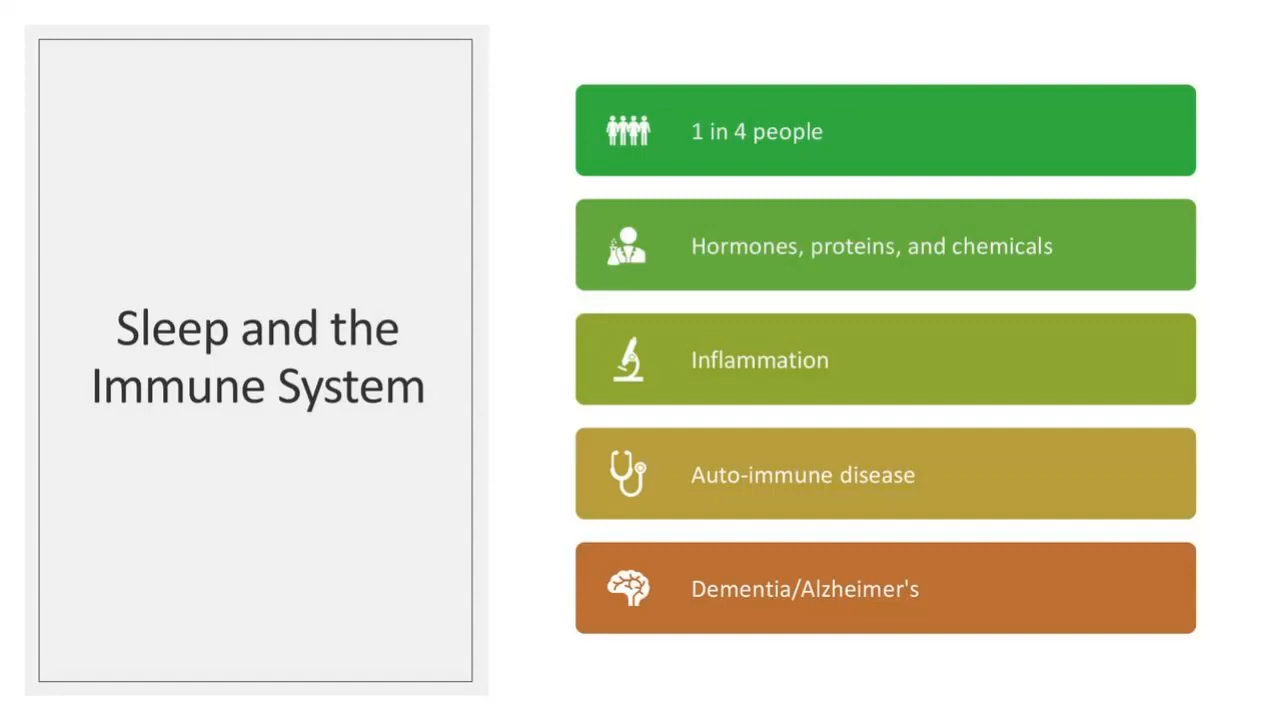 Sleep and the
Immune System
1 in 4 people
Hormones, proteins, and chemicals
Inflammation
Auto-immune disease
Dementia/Alzheimer's